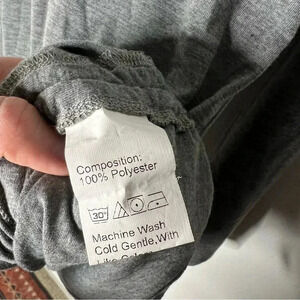 Composition:
100% Polyester
30°
Machine Wash
Cold Gentle,With
Like Colors